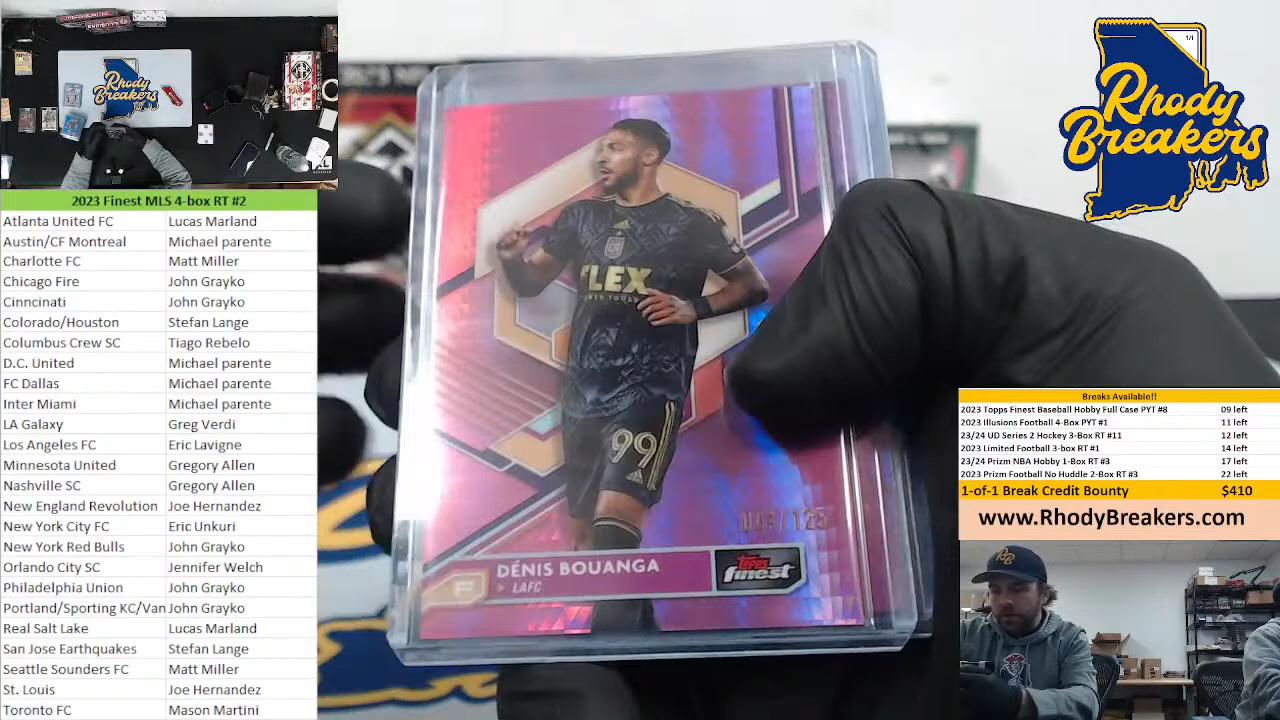 Rhody
Breakers
2023 Finest MLS 4-box RT #2
Atlanta United FC Lucas Marland
Austin/CF Montreal Michael parente
Charlotte FC Matt Miller
Chicago Fire John Grayko
Cinncinati John Grayko
Colorado/Houston Stefan Lange
Columbus Crew SC Tiago Rebelo
D.C. United Michael parente
FC Dallas Michael parente
Inter Miami Michael parente
LA Galaxy Greg Verdi
Los Angeles FC Eric Lavigne
Minnesota United Gregory Allen
Nashville SC Gregory Allen
New England Revolution Joe Hernandez
New York City FC Eric Unkuri
New York Red Bulls John Grayko
Orlando City SC Jennifer Welch
Philadelphia Union John Grayko
Portland/Sporting KC/Van John Grayko
Real Salt Lake Lucas Marland
San Jose Earthquakes Stefan Lange
Seattle Sounders FC Matt Miller
St. Louis Joe Hernandez
Toronto FC Mason Martini
FLEX
99
/125
DÉNIS BOUANGA
> LAFC
F
Topps
finest
1/1
Rhody
Breakers
Breaks Available!!
2023 Topps Finest Baseball Hobby Full Case PYT #8 09 left
2023 Illusions Football 4-Box PYT #1 11 left
23/24 UD Series 2 Hockey 3-Box RT #11 12 left
2023 Limited Football 3-box RT #1 14 left
23/24 Prizm NBA Hobby 1-Box RT #3 17 left
2023 Prizm Football No Huddle 2-Box RT #3 22 left
1-of-1 Break Credit Bounty $410
www.RhodyBreakers.com
RB